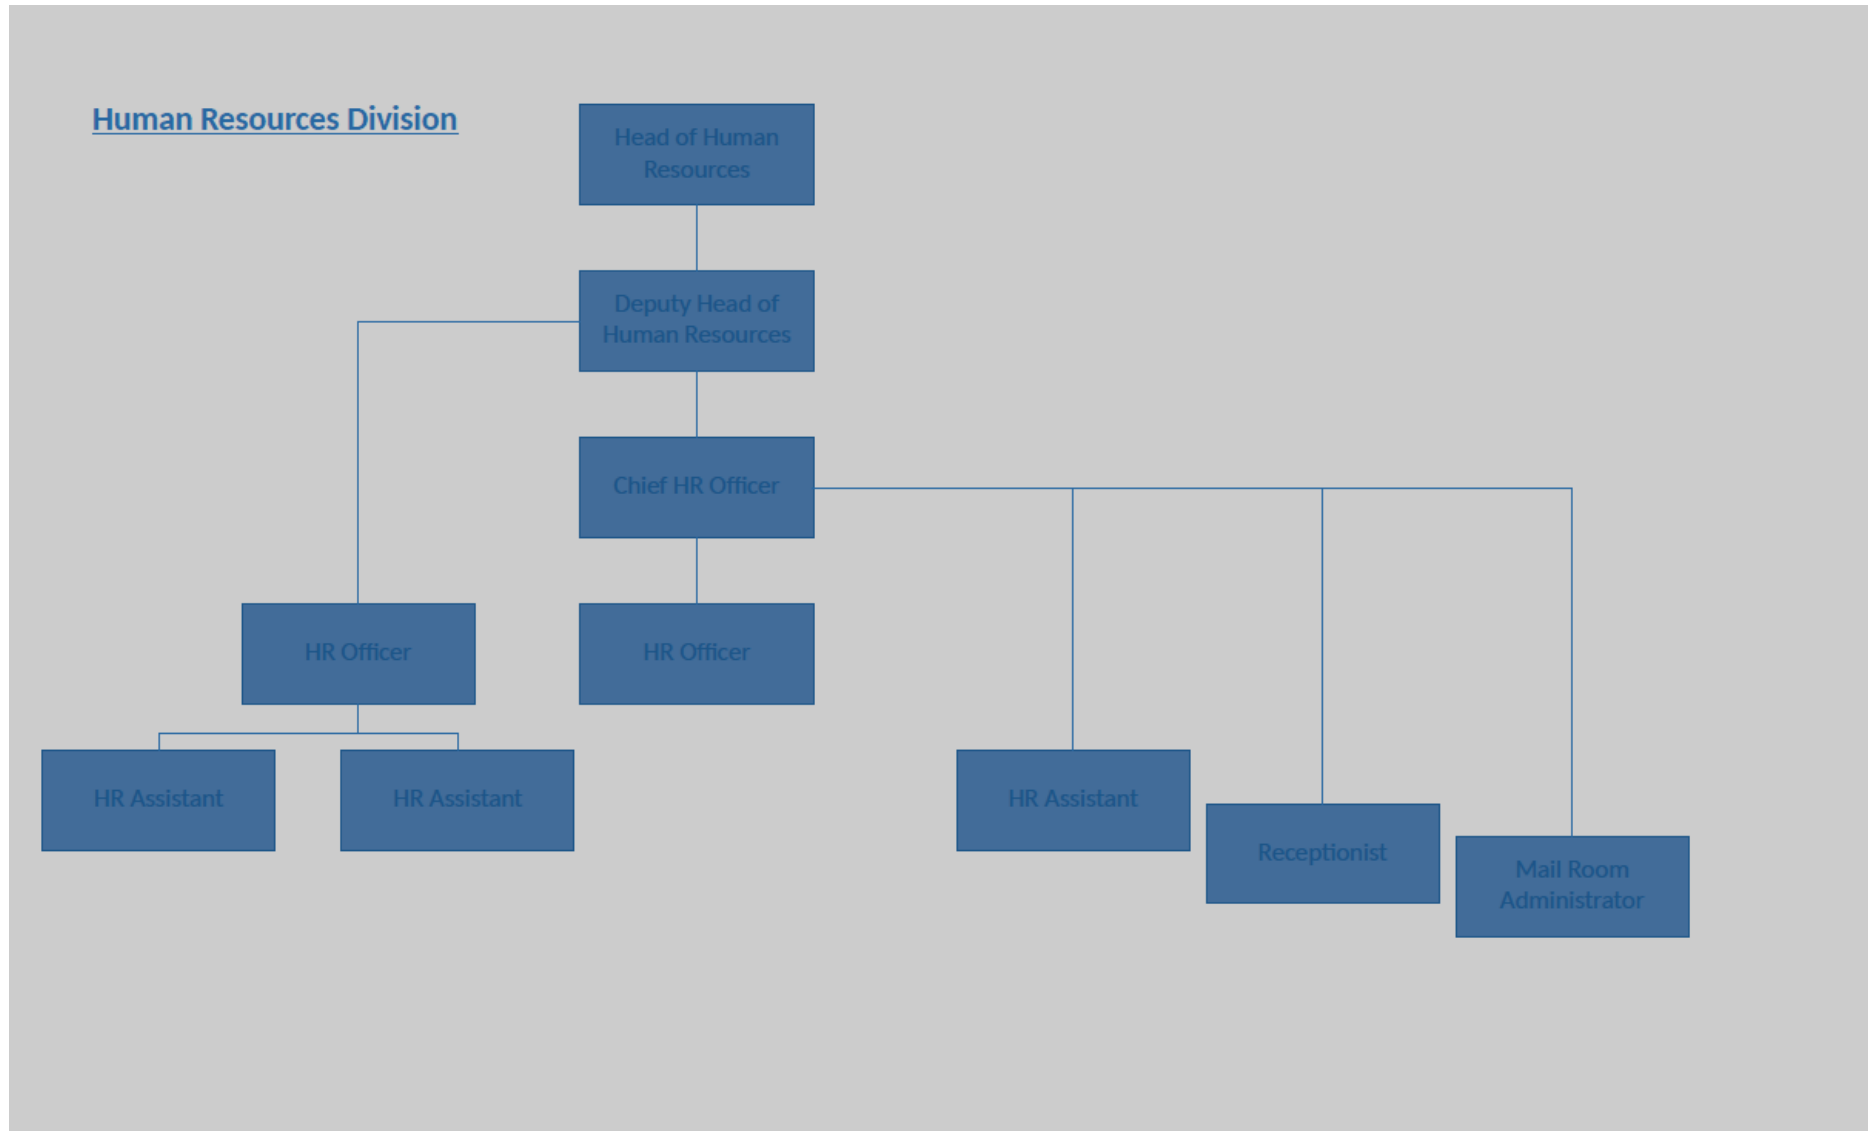 Human Resources Division
Head of Human
Resources
Deputy Head of
Human Resources
Chief HR Officer
HR Officer
HR Officer
HR Assistant
HR Assistant
HR Assistant
Receptionist
Mail Room
Administrator